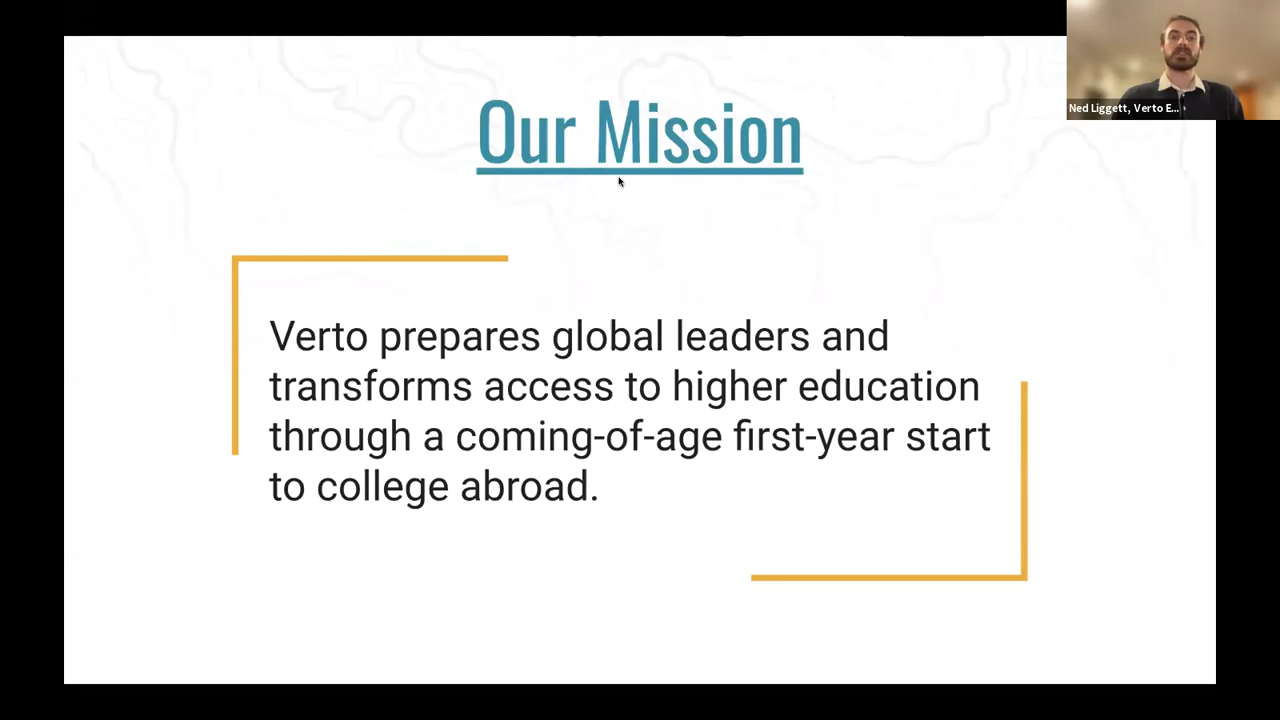 Our Mission
Ned Liggett, Verto E...
Verto prepares global leaders and
transforms access to higher education
through a coming-of-age first-year start
to college abroad.